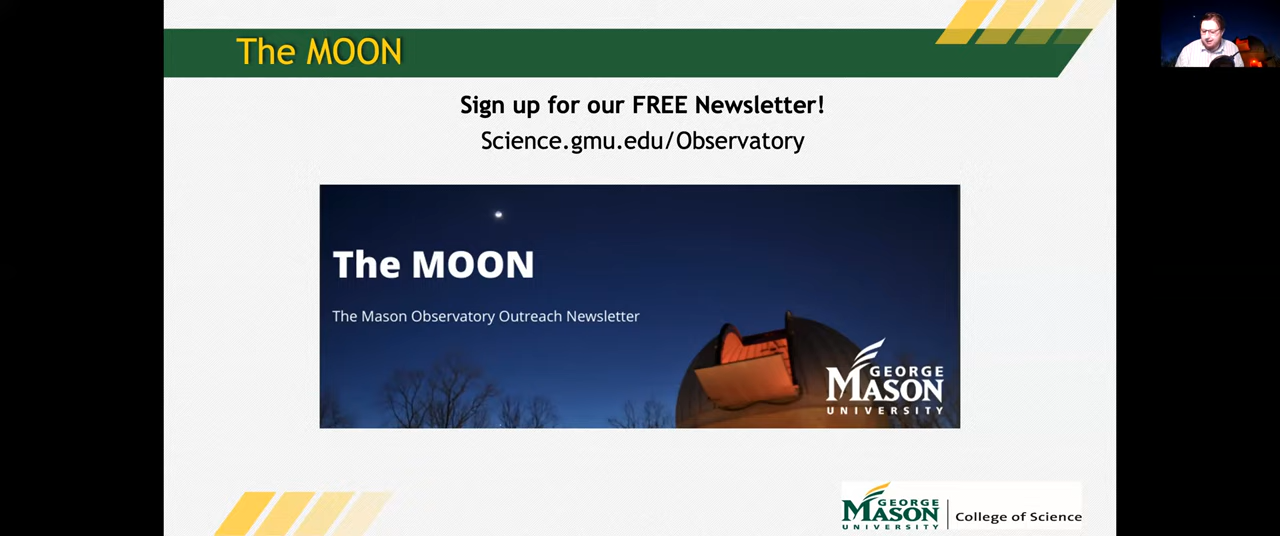 The MOON
Sign up for our FREE Newsletter!
Science.gmu.edu/Observatory
The MOON
The Mason Observatory Outreach Newsletter
GEORGE
MASON
UNIVERSITY
GEORGE
MASON
UNIVERSITY
College of Science